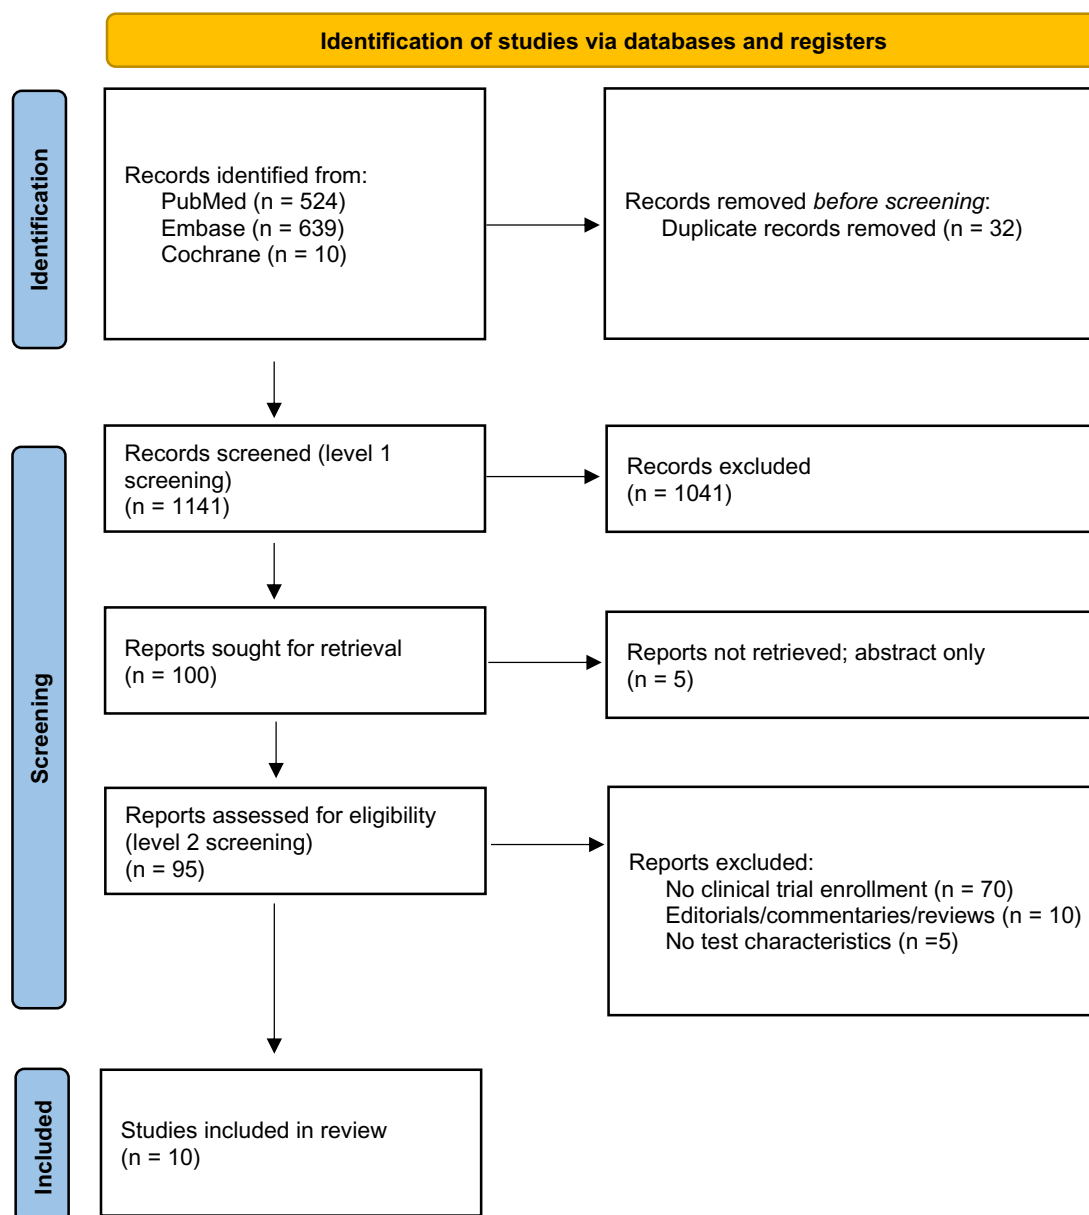 Identification of studies via databases and registers
Identification
Records identified from:
PubMed (n = 524)
Embase (n = 639)
Cochrane (n = 10)
Records removed before screening:
Duplicate records removed (n = 32)
Screening
Records screened (level 1
screening)
(n = 1141)
Records excluded
(n = 1041)
Reports sought for retrieval
(n = 100)
Reports not retrieved; abstract only
(n = 5)
Reports assessed for eligibility
(level 2 screening)
(n = 95)
Reports excluded:
No clinical trial enrollment (n = 70)
Editorials/commentaries/reviews (n = 10)
No test characteristics (n =5)
Included
Studies included in review
(n = 10)